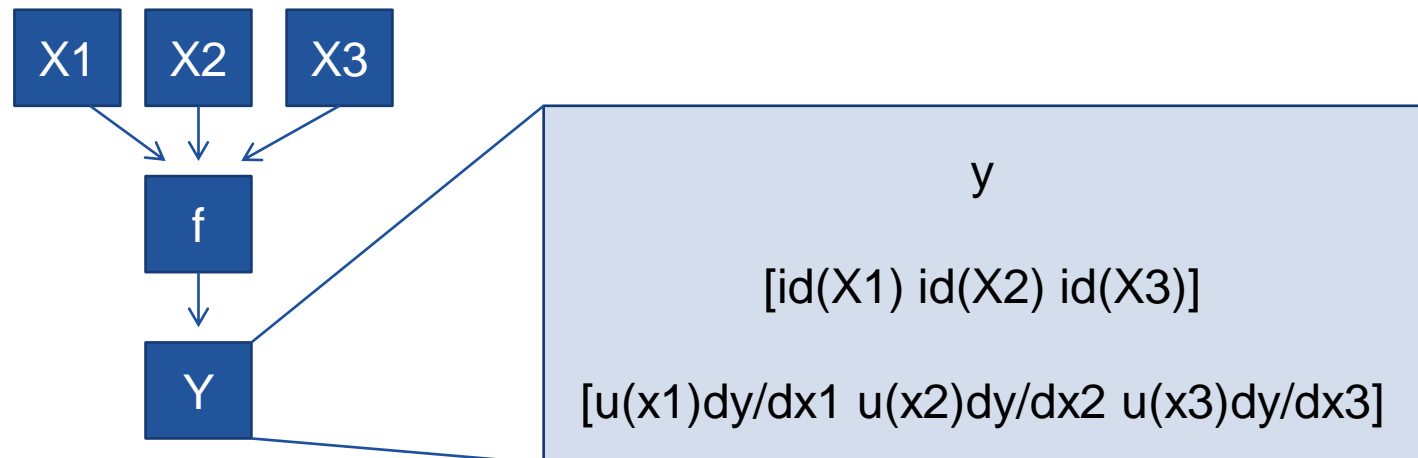 X1 X2 X3
f
Y
y
[id(X1) id(X2) id(X3)]
[u(x1)dy/dx1 u(x2)dy/dx2 u(x3)dy/dx3]